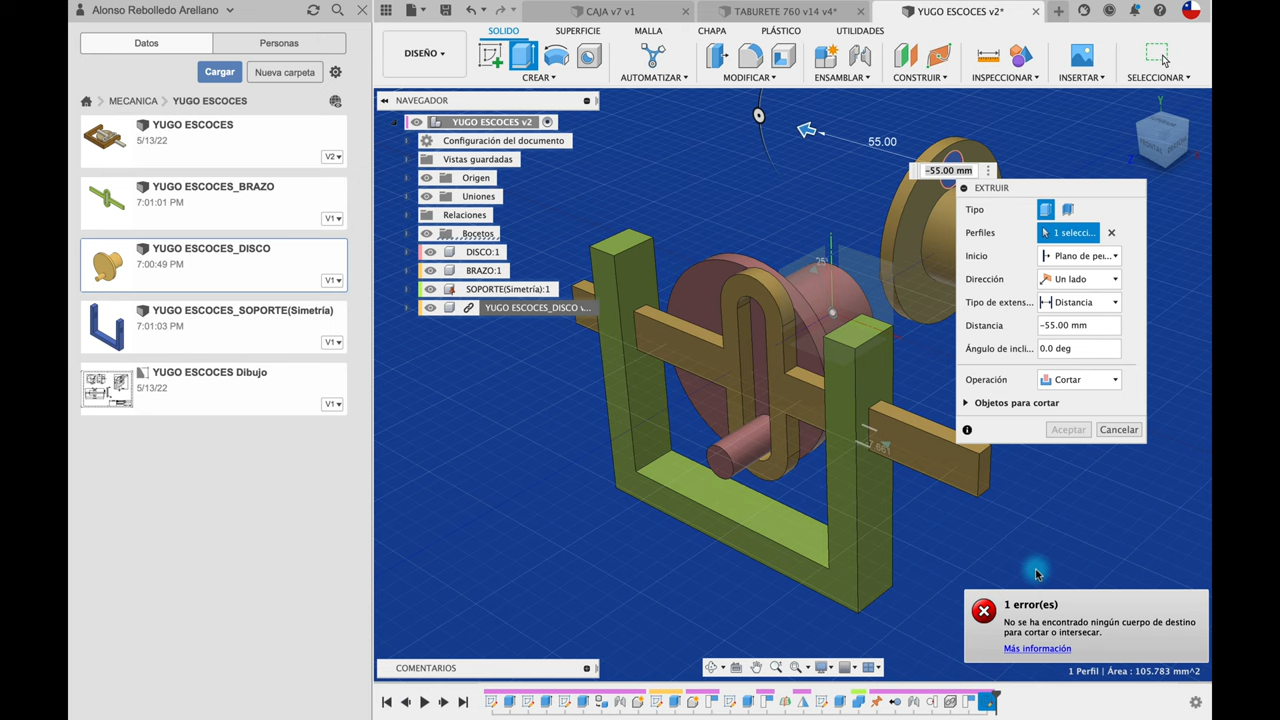 Alonso Rebolledo Arellano
Datos
Personas
Cargar
Nueva carpeta
MECANICA
YUGO ESCOCES
YUGO ESCOCES
5/13/22
V2
YUGO ESCOCES_BRAZO
7:01:01 PM
V1
YUGO ESCOCES_DISCO
7:00:49 PM
V1
YUGO ESCOCES_SOPORTE(Simetría)
7:01:03 PM
V1
YUGO ESCOCES Dibujo
5/13/22
V1
CAJA v7 v1
TABURETE 760 v14 v4*
YUGO ESCOCES v2*
DISEÑO
SÓLIDO
SUPERFICIE
MALLA
CHAPA
PLÁSTICO
UTILIDADES
CREAR
AUTOMATIZAR
MODIFICAR
ENSAMBLAR
CONSTRUIR
INSPECCIONAR
INSERTAR
SELECCIONAR
NAVEGADOR
YUGO ESCOCES v2
Configuración del documento
Vistas guardadas
Origen
Uniones
Relaciones
Bocetos
DISCO:1
BRAZO:1
SOPORTE(Simetría):1
YUGO ESCOCES_DISCO v...
55.00
-55.00 mm
EXTRUIR
Tipo
Perfiles
1 selecci...
Inicio
Plano de pe...
Dirección
Un lado
Tipo de extens...
Distancia
Distancia
-55.00 mm
Ángulo de incli...
0.0 deg
Operación
Cortar
Objetos para cortar
Aceptar
Cancelar
1 error(es)
No se ha encontrado ningún cuerpo de destino
para cortar o intersecar.
Más información
1 Perfil | Área : 105.783 mm^2
COMENTARIOS